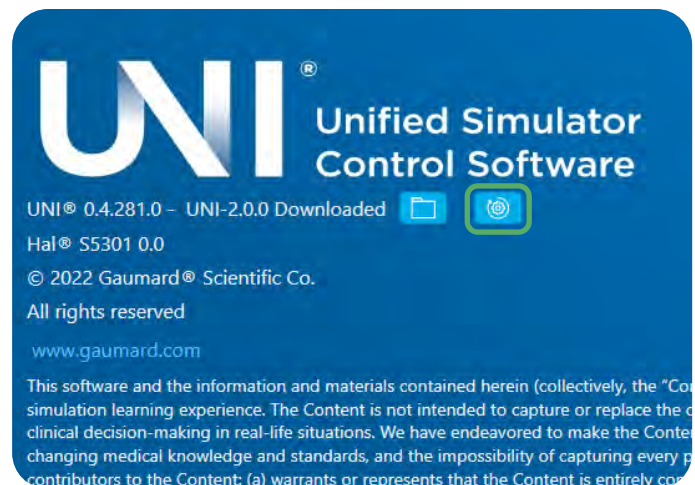 UNI®
Unified Simulator
Control Software
UNI® 0.4.281.0 – UNI-2.0.0 Downloaded
Hal® S5301 0.0
© 2022 Gaumard® Scientific Co.
All rights reserved
www.gaumard.com
This software and the information and materials contained herein (collectively, the "Co
simulation learning experience. The Content is not intended to capture or replace the
clinical decision-making in real-life situations. We have endeavored to make the Conte
changing medical knowledge and standards, and the impossibility of capturing every
contributors to the Content: (a) warrants or represents that the Content is entirely